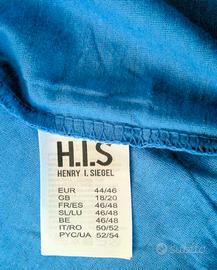 H.I.S
HENRY I. SIEGEL
EUR 44/46
GB 18/20
FR/ES 46/48
SL/LU 46/48
BE 46/48
IT/RO 50/52
PYC/UA 52/54
Subito